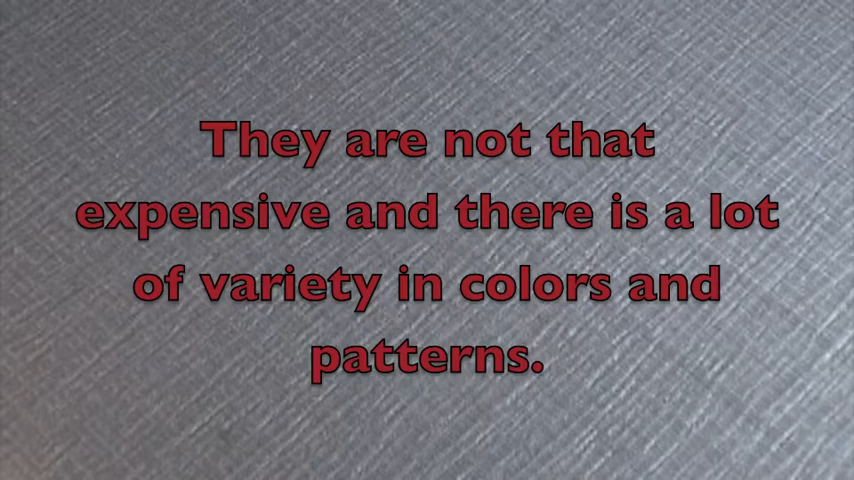 They are not that
expensive and there is a lot
of variety in colors and
patterns.